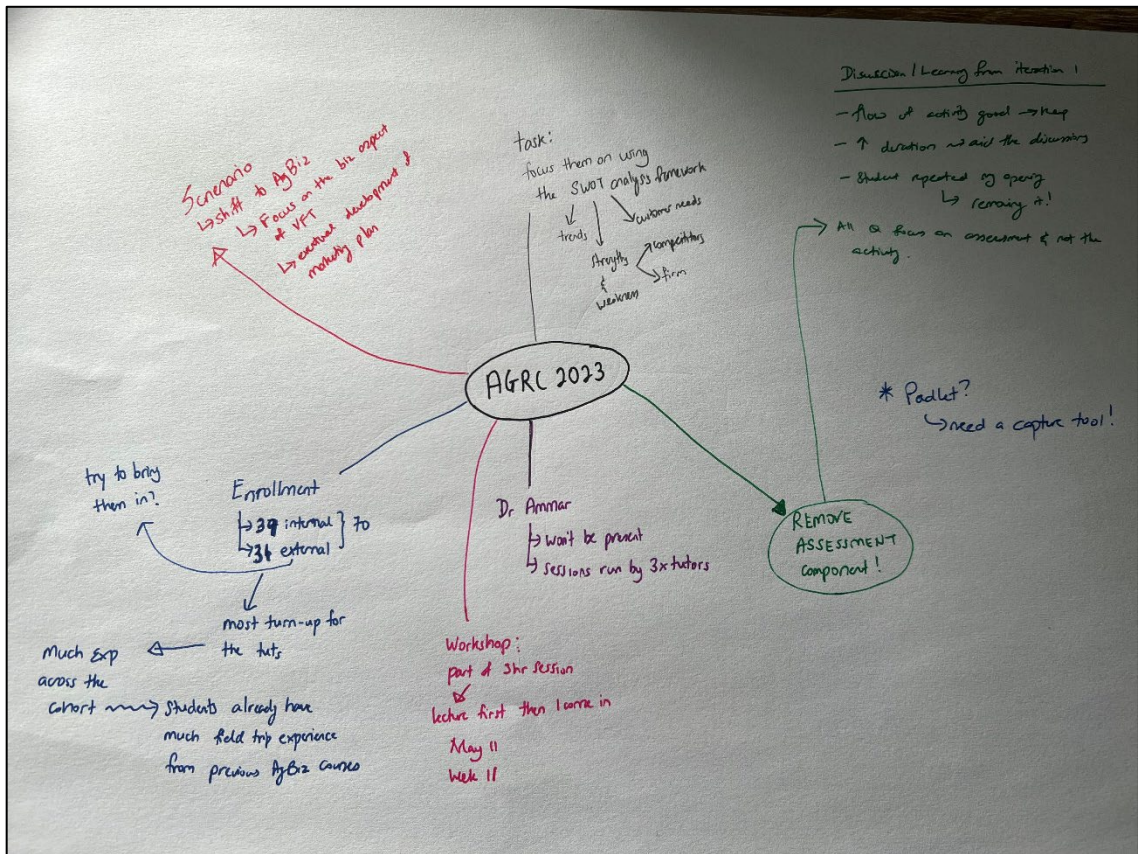 Screnario
↳ shift to AgBiz
↳ Focus on the biz aspect
of VFT
↳ eventual development of
marketing plan
task:
focus them on using
the SWOT analysis framework
trends
customer needs
strengths
&
weakness
competitors
firm
Discussion / Learning from iteration 1
- flow of activity good → keep
- ↑ duration → aid the discussions
- Student repeated opening
↳ removing it!
→ All Q focus on assessment & not the
activity.
AGRC 2023
* Padlet?
↳ need a capture tool!
try to bring
them in?
Enrollment
↳ 39 internal } 70
↳ 31 external
most turn-up for
the tuts
Much exp
across the
cohort → students already have
much field trip experience
from previous AgBiz courses
Dr Ammar
↳ won't be present
↳ sessions run by 3x tutors
Workshop:
part of 3hr session
lecture first then I come in
May 11
Week 11
REMOVE
ASSESSMENT
component!